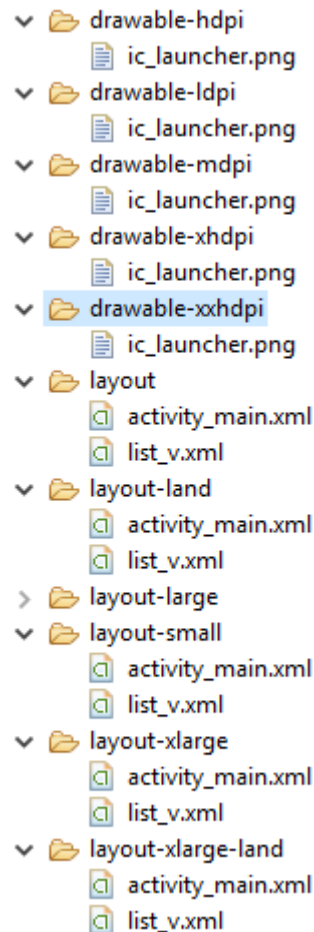 drawable-hdpi
ic_launcher.png
drawable-ldpi
ic_launcher.png
drawable-mdpi
ic_launcher.png
drawable-xhdpi
ic_launcher.png
drawable-xxhdpi
ic_launcher.png
layout
activity_main.xml
list_v.xml
layout-land
activity_main.xml
list_v.xml
layout-large
layout-small
activity_main.xml
list_v.xml
layout-xlarge
activity_main.xml
list_v.xml
layout-xlarge-land
activity_main.xml
list_v.xml